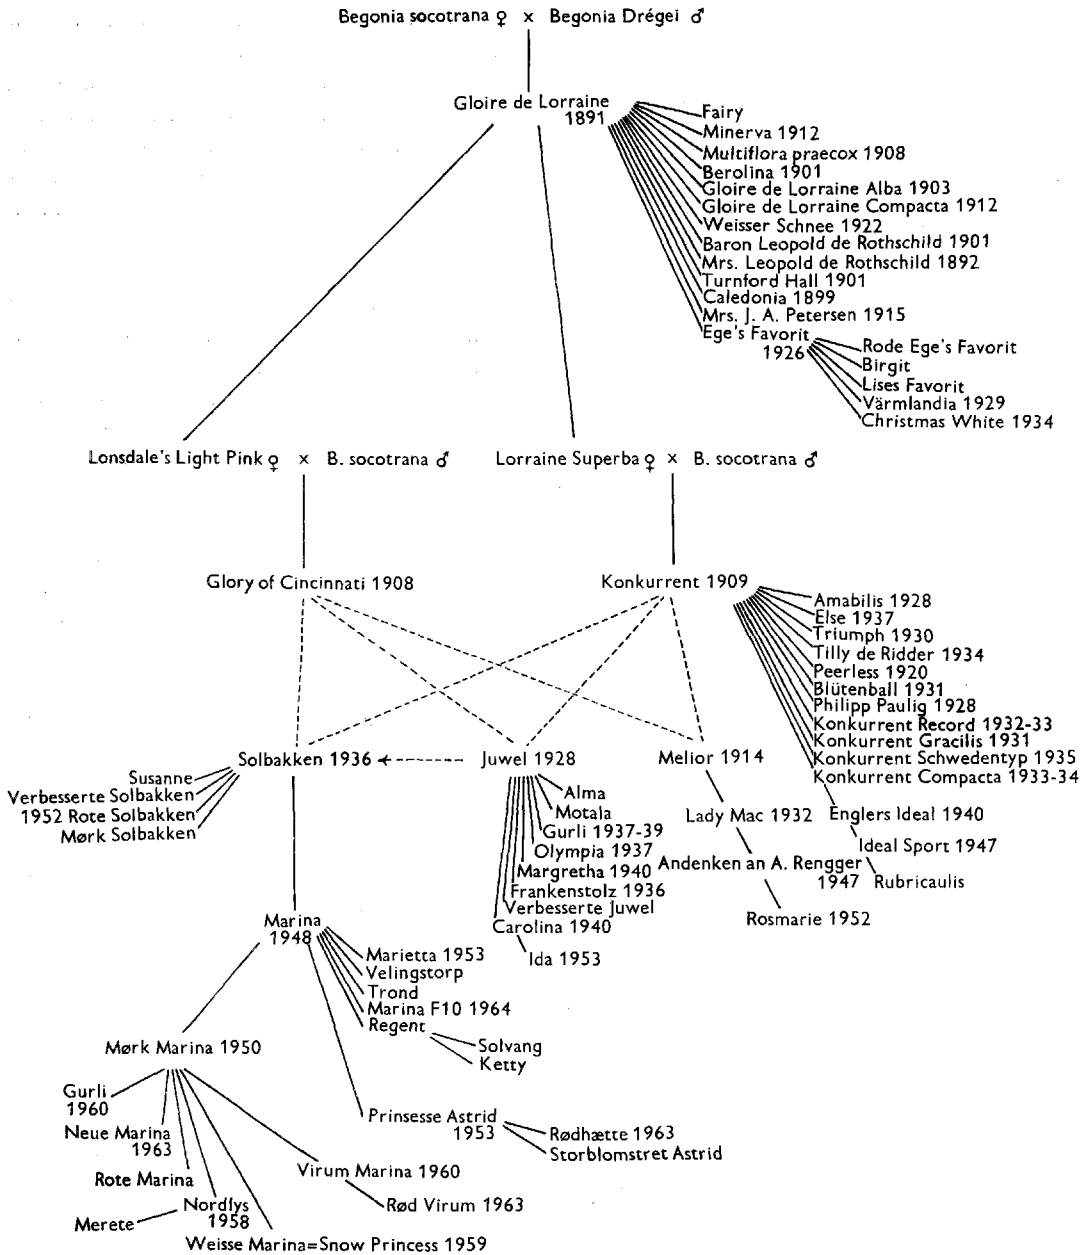 Begonia socotrana ♀ x Begonia Drégei ♂
Gloire de Lorraine
1891
Fairy
Minerva 1912
Multiflora praecox 1908
Berolina 1901
Gloire de Lorraine Alba 1903
Gloire de Lorraine Compacta 1912
Weisser Schnee 1922
Baron Leopold de Rothschild 1901
Mrs. Leopold de Rothschild 1892
Turnford Hall 1901
Caledonia 1899
Mrs. J. A. Petersen 1915
Ege's Favorit
1926
Rode Ege's Favorit
Birgit
Lises Favorit
Värmlandia 1929
Christmas White 1934
Lonsdale's Light Pink ♀ x B. socotrana ♂
Lorraine Superba ♀ x B. socotrana ♂
Glory of Cincinnati 1908
Konkurrent 1909
Amabilis 1928
Else 1937
Triumph 1930
Tilly de Ridder 1934
Peerless 1920
Blütenball 1931
Philipp Paulig 1928
Konkurrent Record 1932-33
Konkurrent Gracilis 1931
Konkurrent Schwedentyp 1935
Konkurrent Compacta 1933-34
Englers Ideal 1940
Ideal Sport 1947
Rubricaulis
Solbakken 1936
Juwel 1928
Melior 1914
Susanne
Verbesserte Solbakken
1952 Rote Solbakken
Mørk Solbakken
Alma
Motala
Gurli 1937-39
Olympia 1937
Margretha 1940
Frankenstolz 1936
Verbesserte Juwel
Carolina 1940
Ida 1953
Lady Mac 1932
Andenken an A. Rengger
1947
Rosmarie 1952
Marina
1948
Marietta 1953
Velingstorp
Trond
Marina F10 1964
Regent
Solvang
Ketty
Mørk Marina 1950
Gurli
1960
Neue Marina
1963
Rote Marina
Nordlys
1958
Merete
Weisse Marina=Snow Princess 1959
Virum Marina 1960
Rød Virum 1963
Prinsesse Astrid
1953
Rødhætte 1963
Storblomstret Astrid